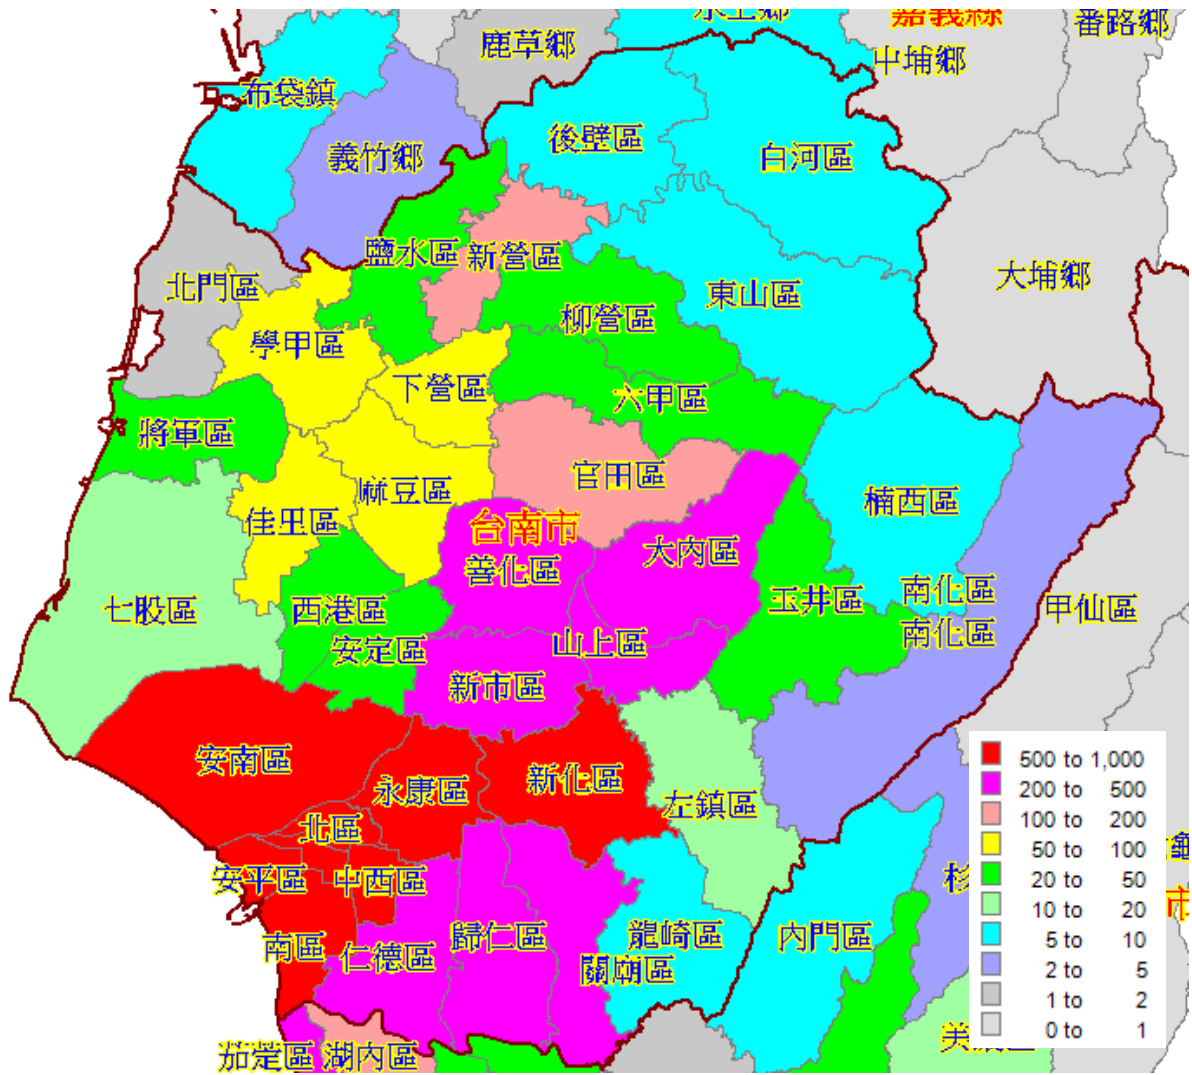 水上鄉
嘉義縣
番路鄉
鹿草鄉
中埔鄉
布袋鎮
後壁區
義竹鄉
白河區
鹽水區
新營區
北門區
大埔鄉
東山區
柳營區
學甲區
下營區
六甲區
將軍區
官田區
麻豆區
楠西區
佳里區
台南市
大內區
善化區
南化區
七股區
西港區
玉井區
甲仙區
南化區
安定區
山上區
新市區
安南區
新化區
永康區
左鎮區
北區
安平區
中西區
歸仁區
龍崎區
內門區
南區
仁德區
關廟區
茄萣區
湖內區
500 to 1,000
200 to 500
100 to 200
50 to 100
20 to 50
10 to 20
5 to 10
2 to 5
1 to 2
0 to 1
杉
市
美